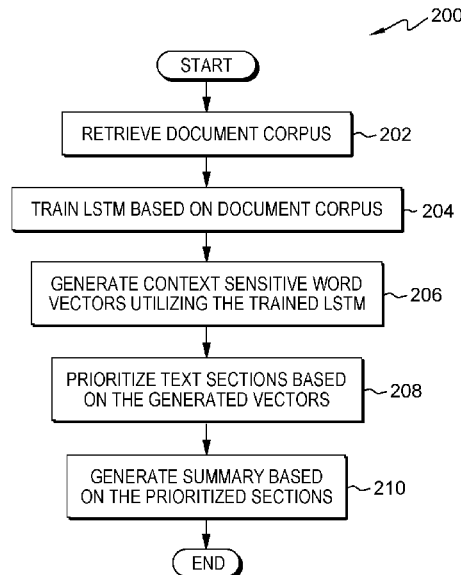 200
START
RETRIEVE DOCUMENT CORPUS
202
TRAIN LSTM BASED ON DOCUMENT CORPUS
204
GENERATE CONTEXT SENSITIVE WORD
VECTORS UTILIZING THE TRAINED LSTM
206
PRIORITIZE TEXT SECTIONS BASED
ON THE GENERATED VECTORS
208
GENERATE SUMMARY BASED
ON THE PRIORITIZED SECTIONS
210
END